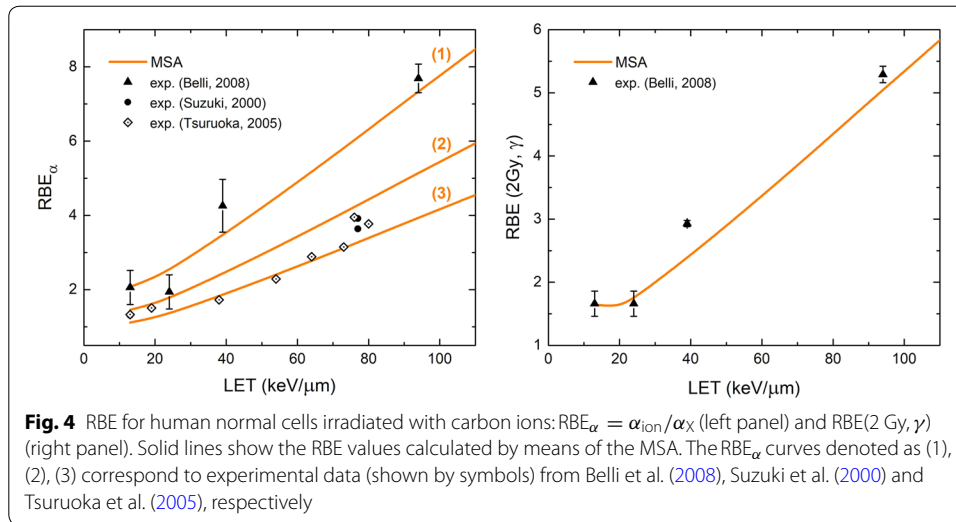 8
6
4
2
0 20 40 60 80 100
RBEα
LET (keV/μm)
MSA
exp. (Belli, 2008)
exp. (Suzuki, 2000)
exp. (Tsuruoka, 2005)
(1)
(2)
(3)
6
5
4
3
2
1
0 20 40 60 80 100
RBE (2Gy, γ)
LET (keV/μm)
MSA
exp. (Belli, 2008)
Fig. 4 RBE for human normal cells irradiated with carbon ions: RBEα = αion/αX (left panel) and RBE(2 Gy, γ)
(right panel). Solid lines show the RBE values calculated by means of the MSA. The RBEα curves denoted as (1),
(2), (3) correspond to experimental data (shown by symbols) from Belli et al. (2008), Suzuki et al. (2000) and
Tsuruoka et al. (2005), respectively